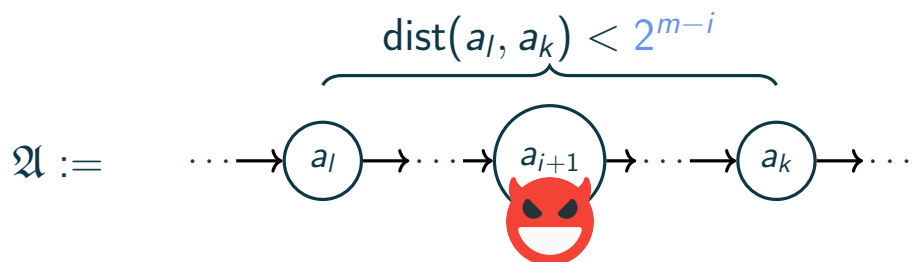 dist(a_l, a_k) < 2^{m−i}
𝔄 := ··· a_l ··· a_{i+1} ··· a_k ···